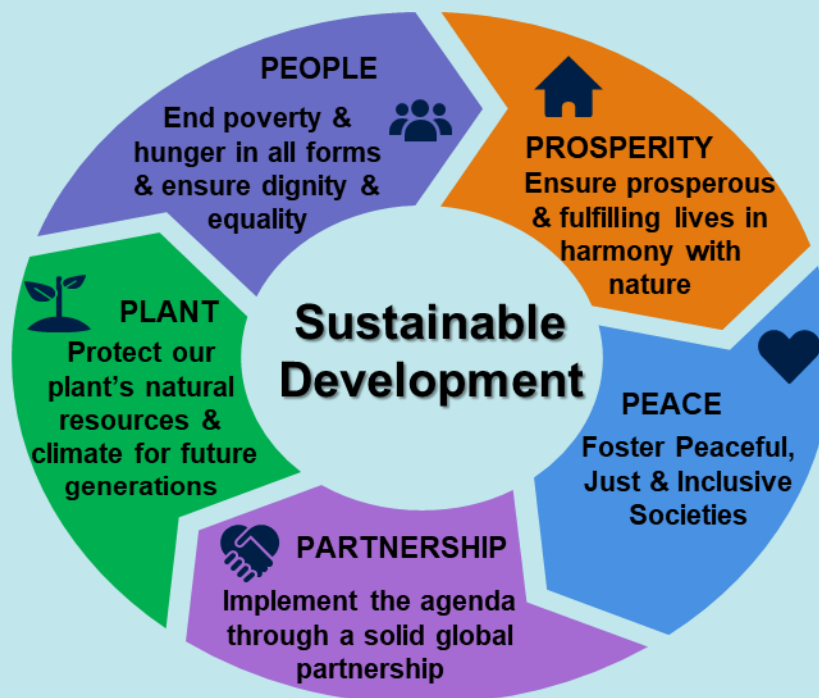 PEOPLE
End poverty &
hunger in all forms
& ensure dignity &
equality
PROSPERITY
Ensure prosperous
& fulfilling lives in
harmony with
nature
PEACE
Foster Peaceful,
Just & Inclusive
Societies
PARTNERSHIP
Implement the agenda
through a solid global
partnership
PLANT
Protect our
plant's natural
resources &
climate for future
generations
Sustainable
Development